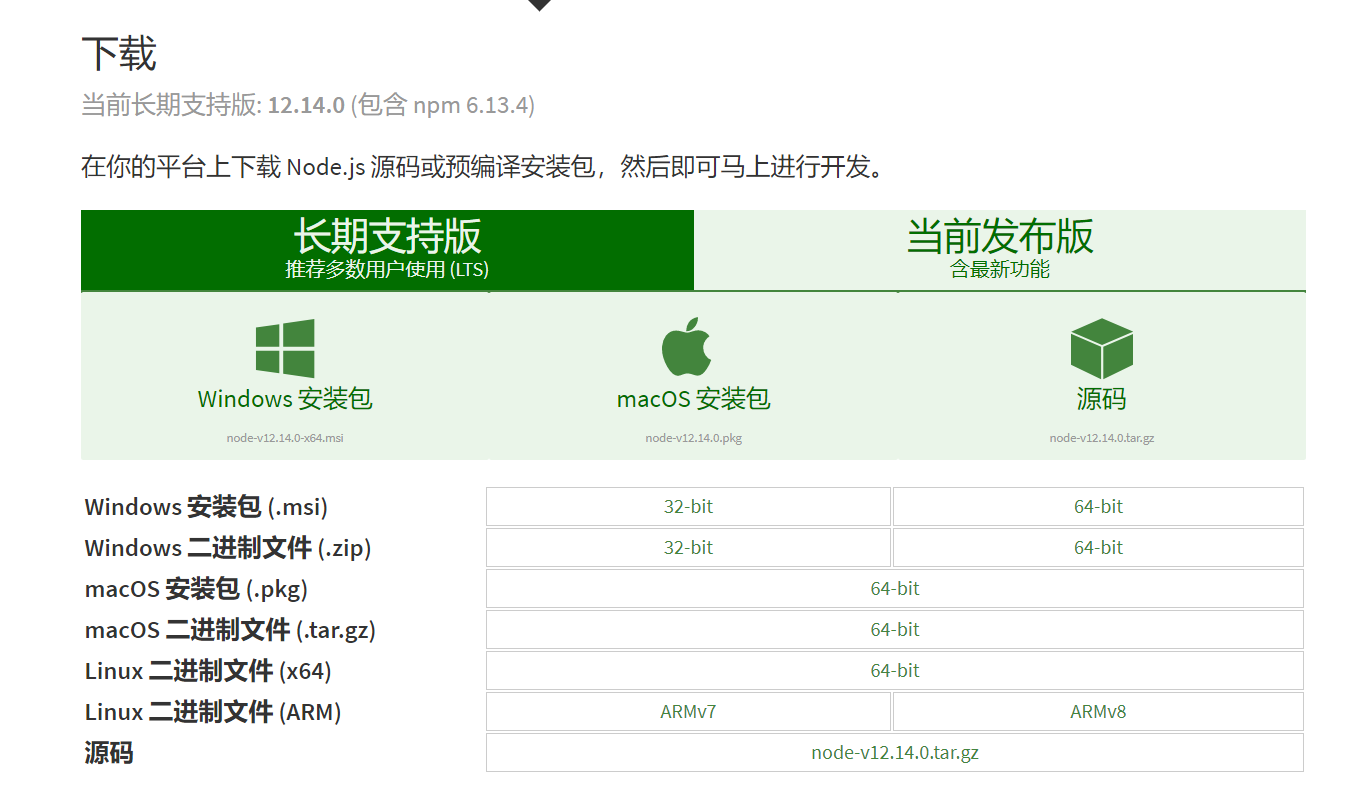 下载
当前长期支持版: 12.14.0 (包含 npm 6.13.4)
在你的平台上下载 Node.js 源码或预编译安装包，然后即可马上进行开发。
长期支持版
推荐多数用户使用 (LTS)
当前发布版
含最新功能
Windows 安装包
node-v12.14.0-x64.msi
macOS 安装包
node-v12.14.0.pkg
源码
node-v12.14.0.tar.gz
Windows 安装包 (.msi) 32-bit 64-bit
Windows 二进制文件 (.zip) 32-bit 64-bit
macOS 安装包 (.pkg) 64-bit
macOS 二进制文件 (.tar.gz) 64-bit
Linux 二进制文件 (x64) 64-bit
Linux 二进制文件 (ARM) ARMv7 ARMv8
源码 node-v12.14.0.tar.gz